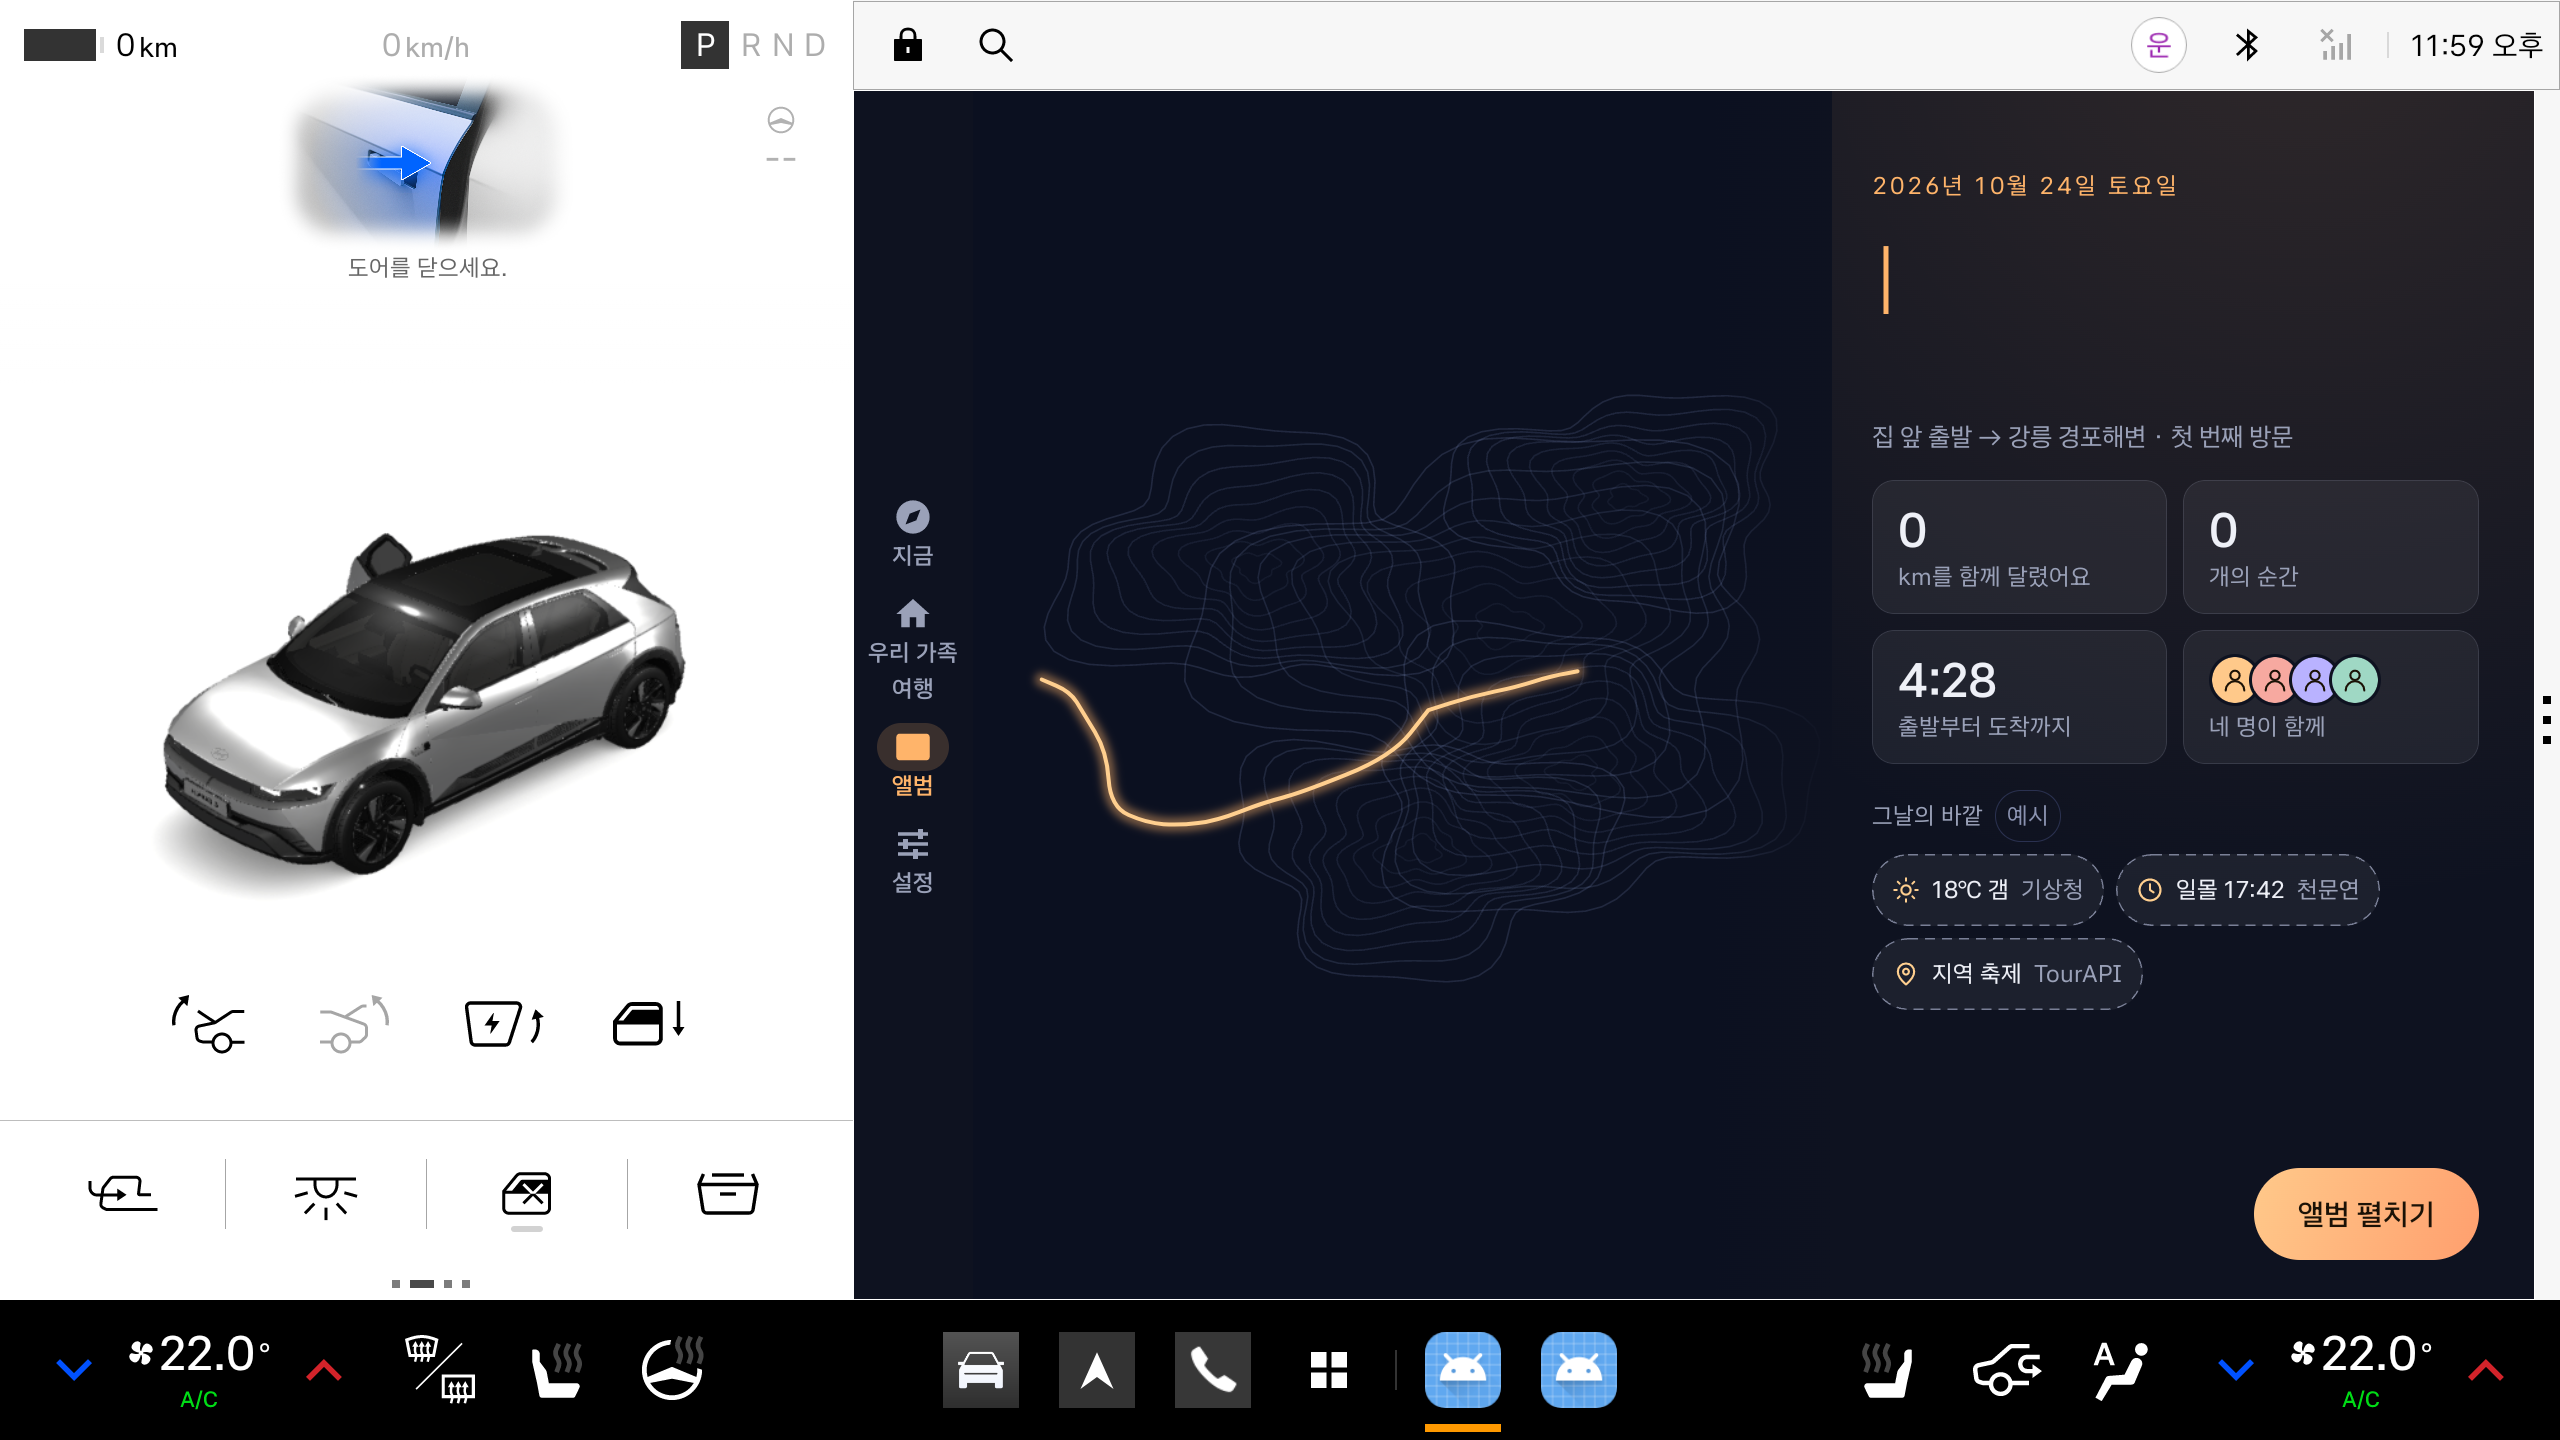 0 km
0 km/h
P R N D
11:59 오후
운
도어를 닫으세요.
지금
우리 가족
여행
앨범
설정
2026년 10월 24일 토요일
집 앞 출발 → 강릉 경포해변 · 첫 번째 방문
0
km를 함께 달렸어요
0
개의 순간
4:28
출발부터 도착까지
네 명이 함께
그날의 바깥 예시
18°C 갬 기상청
일몰 17:42 천문연
지역 축제 TourAPI
앨범 펼치기
22.0°
A/C
A
22.0°
A/C